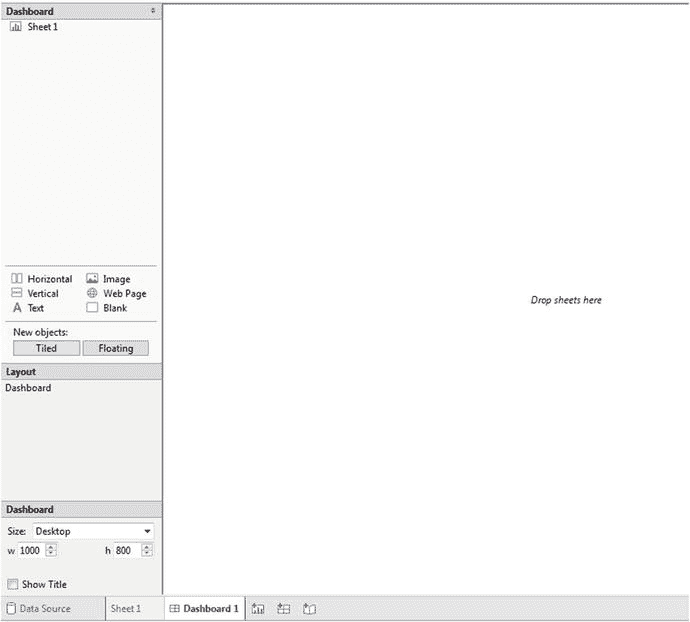 Dashboard
Sheet 1
Horizontal Image
Vertical Web Page
A Text Blank
New objects:
Tiled Floating
Layout
Dashboard
Dashboard
Size: Desktop
w 1000 h 800
Show Title
Drop sheets here
Data Source Sheet 1 Dashboard 1